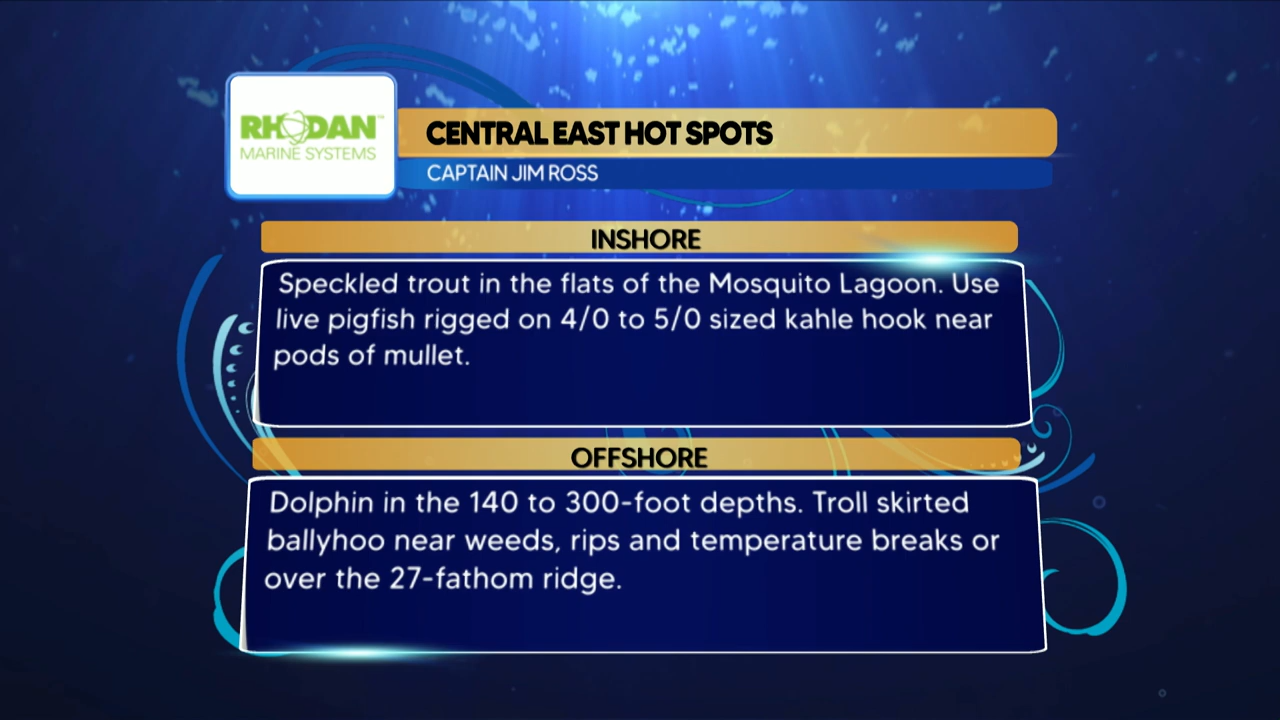 RHODAN™
MARINE SYSTEMS
CENTRAL EAST HOT SPOTS
CAPTAIN JIM ROSS
INSHORE
Speckled trout in the flats of the Mosquito Lagoon. Use
live pigfish rigged on 4/0 to 5/0 sized kahle hook near
pods of mullet.
OFFSHORE
Dolphin in the 140 to 300-foot depths. Troll skirted
ballyhoo near weeds, rips and temperature breaks or
over the 27-fathom ridge.